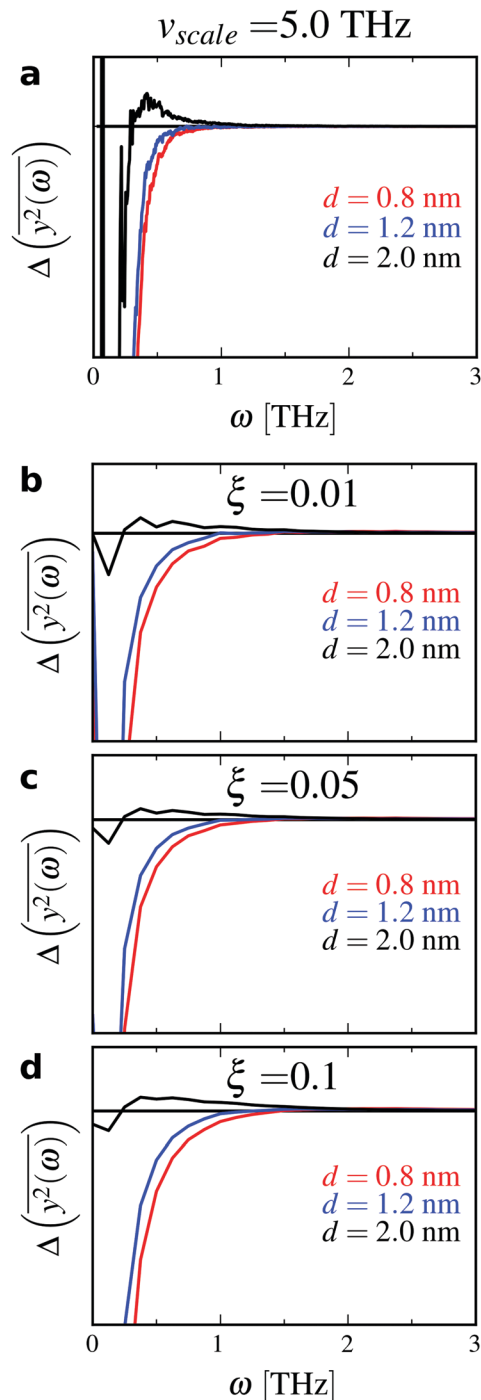 v_scale =5.0 THz
a
Δ(y²(ω))
d = 0.8 nm
d = 1.2 nm
d = 2.0 nm
0 1 2 3
ω [THz]
b
ξ =0.01
Δ(y²(ω))
d = 0.8 nm
d = 1.2 nm
d = 2.0 nm
c
ξ =0.05
Δ(y²(ω))
d = 0.8 nm
d = 1.2 nm
d = 2.0 nm
d
ξ =0.1
Δ(y²(ω))
d = 0.8 nm
d = 1.2 nm
d = 2.0 nm
0 1 2 3
ω [THz]